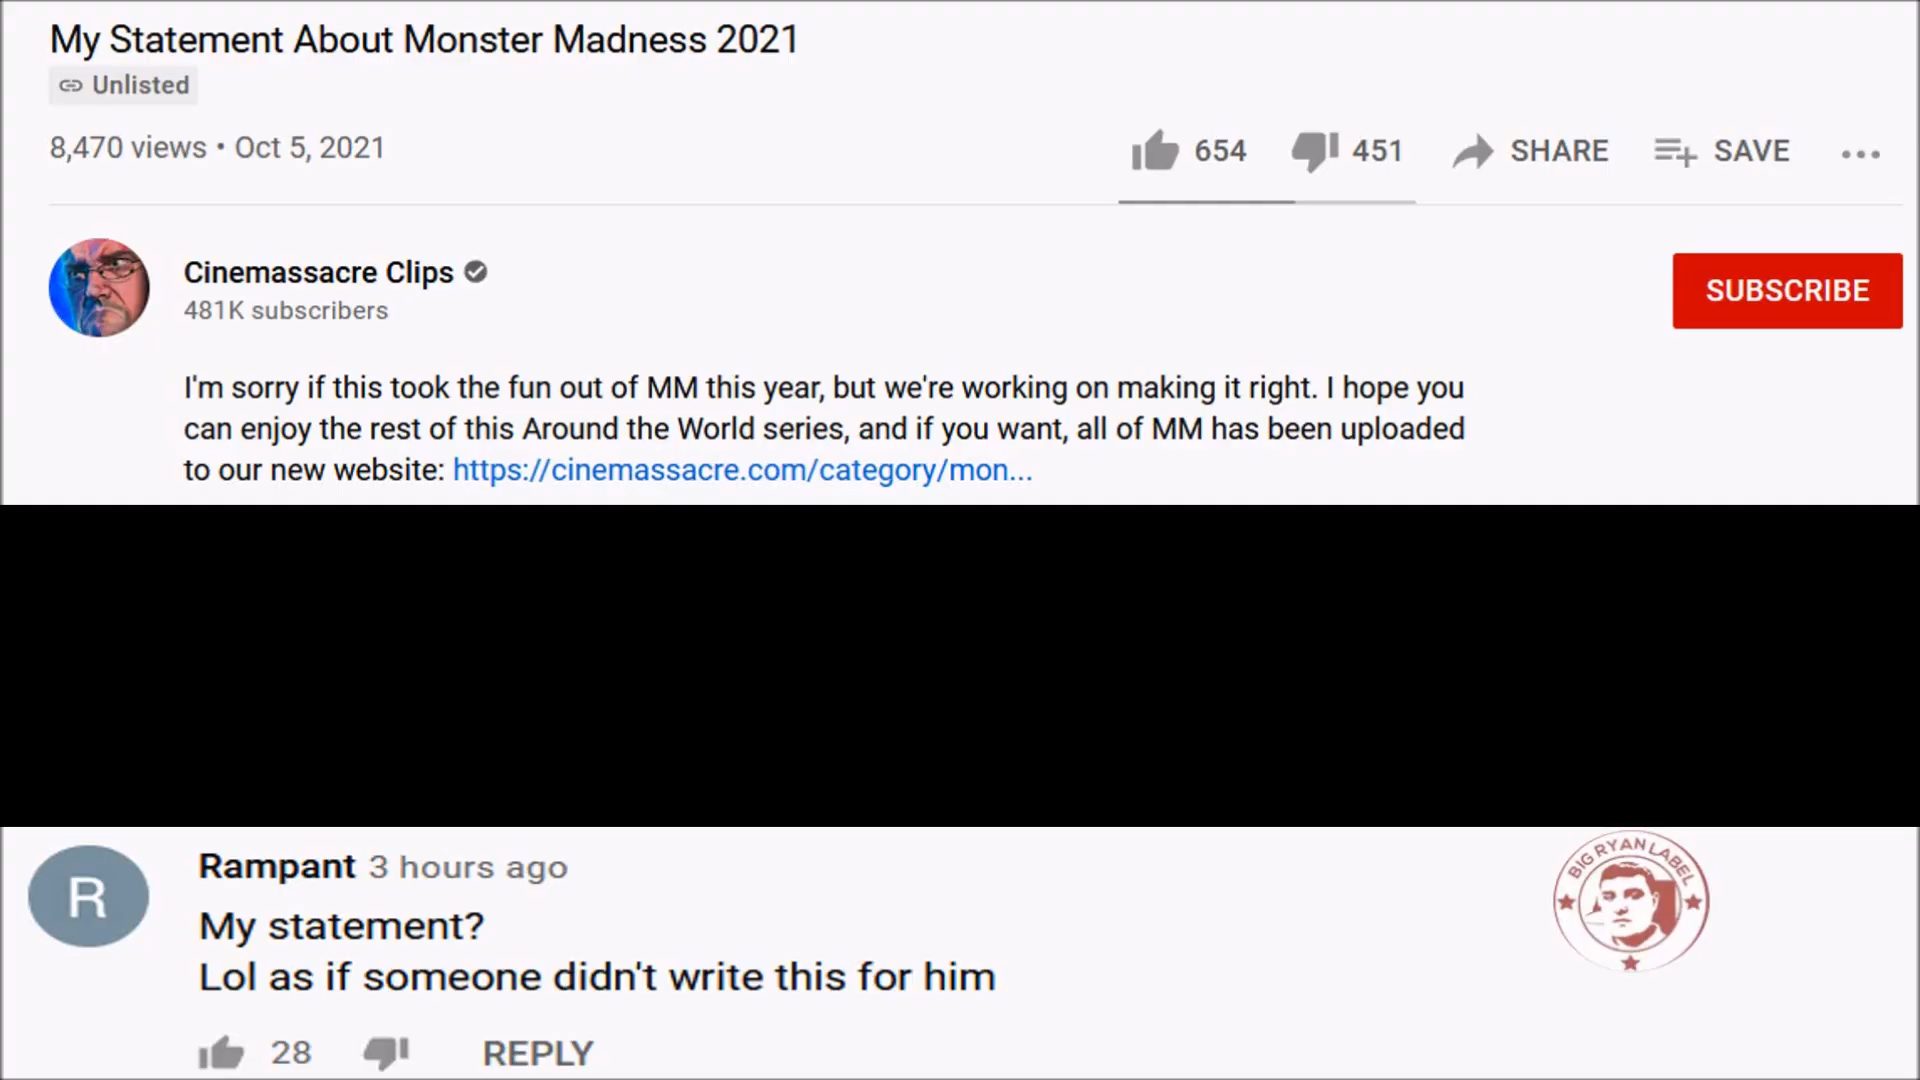 My Statement About Monster Madness 2021
Unlisted
8,470 views • Oct 5, 2021
654 451 SHARE SAVE
Cinemassacre Clips
481K subscribers
SUBSCRIBE
I'm sorry if this took the fun out of MM this year, but we're working on making it right. I hope you
can enjoy the rest of this Around the World series, and if you want, all of MM has been uploaded
to our new website: https://cinemassacre.com/category/mon...
R
Rampant 3 hours ago
My statement?
Lol as if someone didn't write this for him
28 REPLY
BIG RYAN LABEL